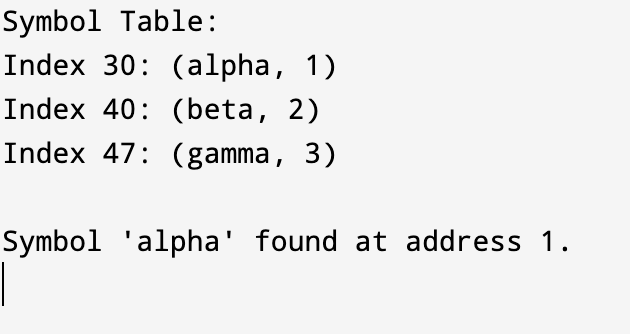 Symbol Table:
Index 30: (alpha, 1)
Index 40: (beta, 2)
Index 47: (gamma, 3)
Symbol 'alpha' found at address 1.